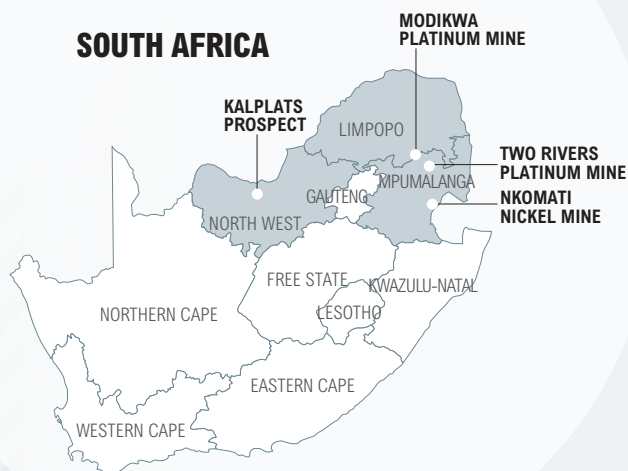 SOUTH AFRICA
MODIKWA
PLATINUM MINE
KALPLATS
PROSPECT
LIMPOPO
TWO RIVERS
PLATINUM MINE
MPUMALANGA
GAUTENG
NKOMATI
NICKEL MINE
NORTH WEST
FREE STATE
KWAZULU-NATAL
NORTHERN CAPE
LESOTHO
EASTERN CAPE
WESTERN CAPE